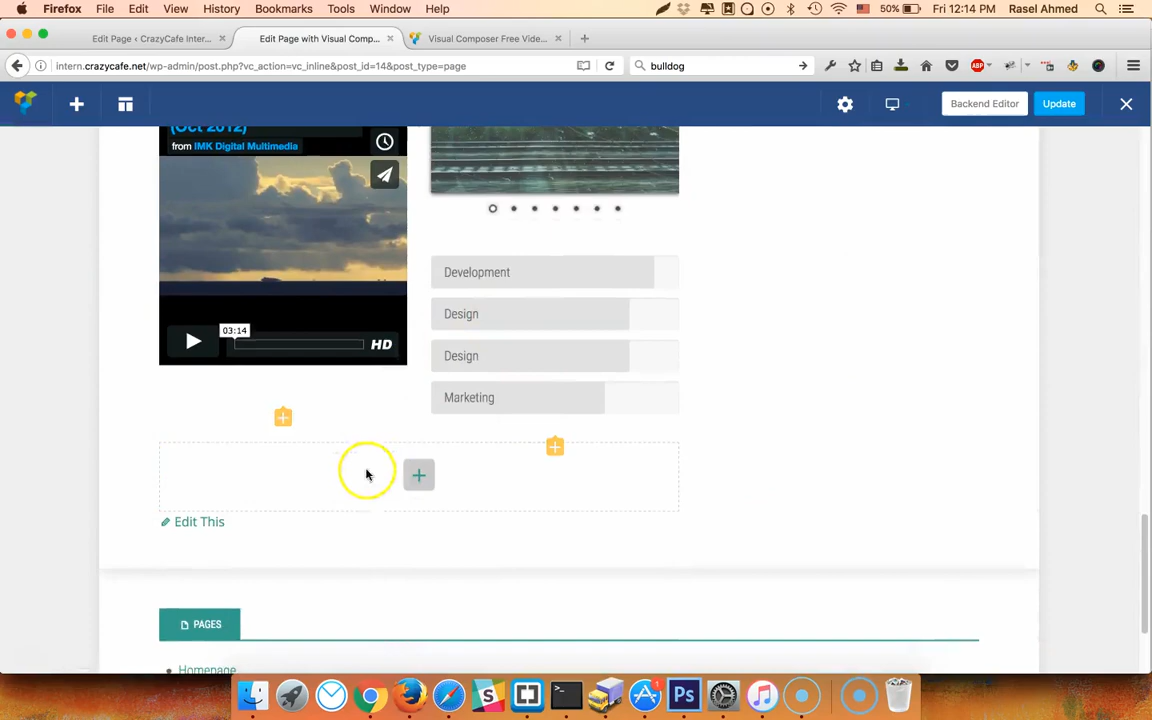 Firefox File Edit View History Bookmarks Tools Window Help 50% Fri 12:14 PM Rasel Ahmed
Edit Page ‹ CrazyCafe Inter... Edit Page with Visual Comp... Visual Composer Free Vide...
intern.crazycafe.net/wp-admin/post.php?vc_action=vc_inline&post_id=14&post_type=page bulldog
Backend Editor Update
(Oct 2012)
from IMK Digital Multimedia
Development
Design
03:14
HD
Design
Marketing
Edit This
PAGES
Homepage